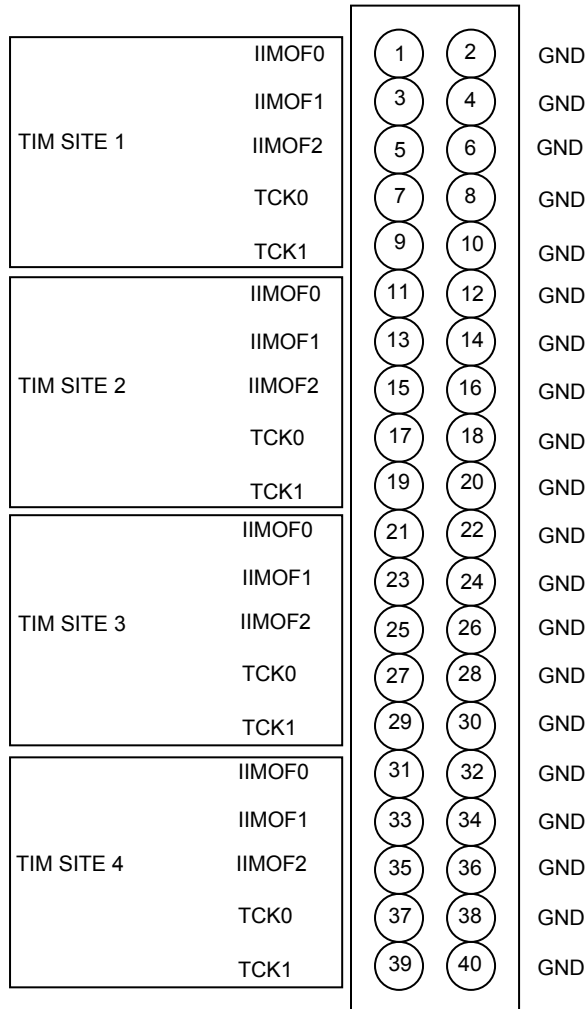 IIMOF0 1 2 GND
IIMOF1 3 4 GND
TIM SITE 1 IIMOF2 5 6 GND
TCK0 7 8 GND
TCK1 9 10 GND
IIMOF0 11 12 GND
IIMOF1 13 14 GND
TIM SITE 2 IIMOF2 15 16 GND
TCK0 17 18 GND
TCK1 19 20 GND
IIMOF0 21 22 GND
IIMOF1 23 24 GND
TIM SITE 3 IIMOF2 25 26 GND
TCK0 27 28 GND
TCK1 29 30 GND
IIMOF0 31 32 GND
IIMOF1 33 34 GND
TIM SITE 4 IIMOF2 35 36 GND
TCK0 37 38 GND
TCK1 39 40 GND